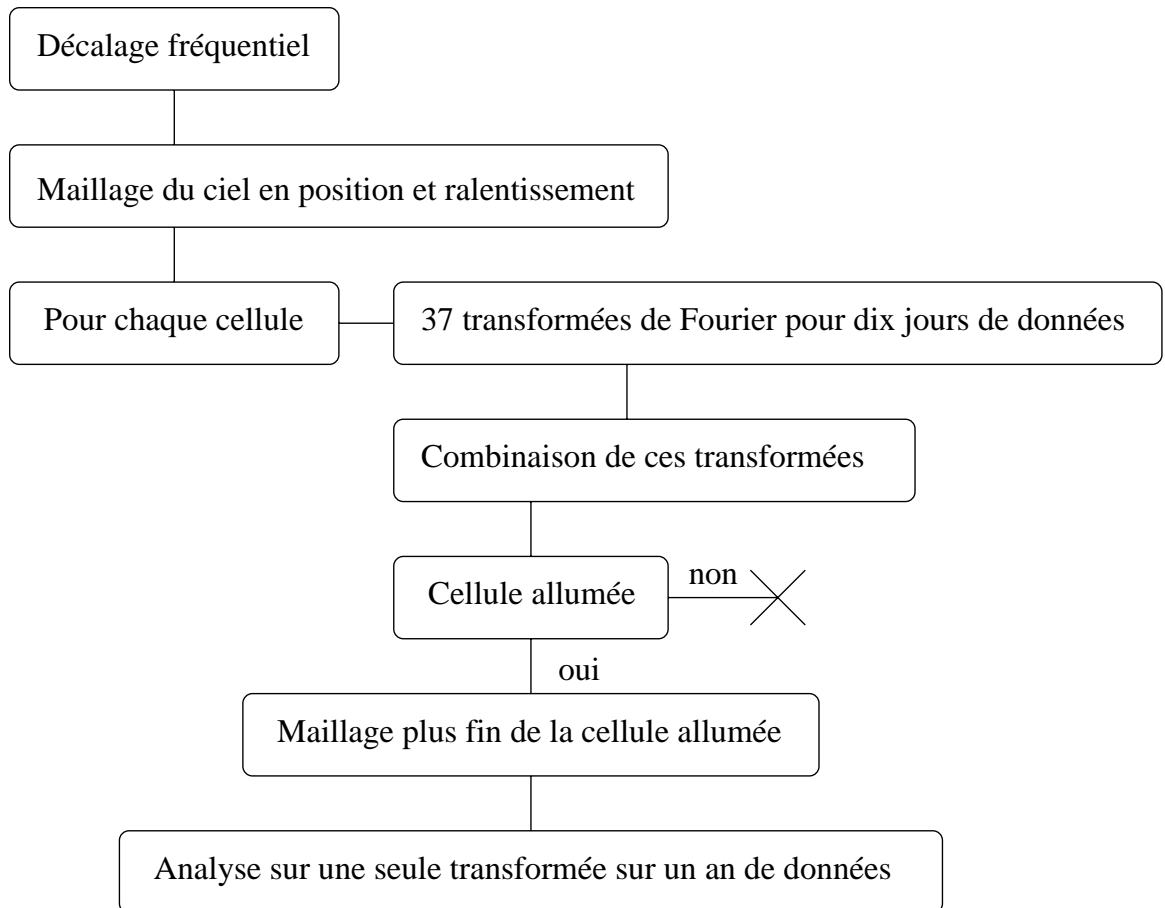 Décalage fréquentiel
Maillage du ciel en position et ralentissement
Pour chaque cellule
37 transformées de Fourier pour dix jours de données
Combinaison de ces transformées
Cellule allumée
non
oui
Maillage plus fin de la cellule allumée
Analyse sur une seule transformée sur un an de données